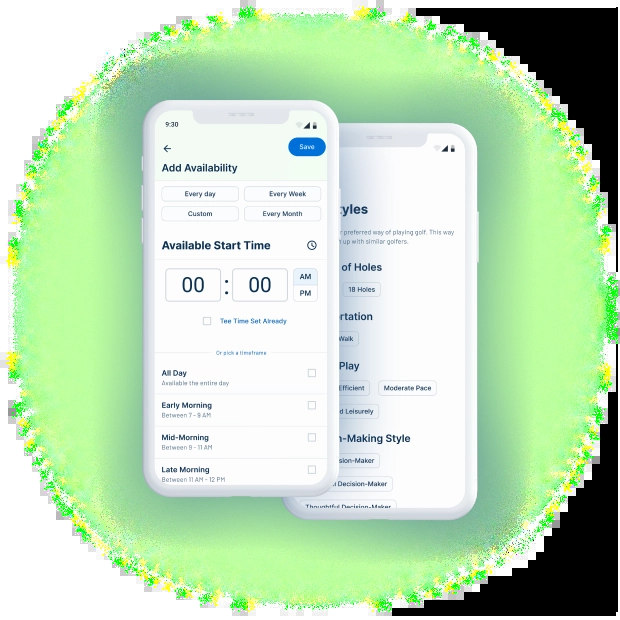 9:30
Save
Add Availability
Every day
Every Week
Custom
Every Month
Available Start Time
00 : 00
AM
PM
Tee Time Set Already
Or pick a timeframe
All Day
Available the entire day
Early Morning
Between 7 - 9 AM
Mid-Morning
Between 9 - 11 AM
Late Morning
Between 11 AM - 12 PM
tyles
preferred way of playing golf. This way
up with similar golfers.
of Holes
18 Holes
ortation
Walk
Play
Efficient
Moderate Pace
d Leisurely
n-Making Style
ision-Maker
Decision-Maker
Thoughtful Decision-Maker